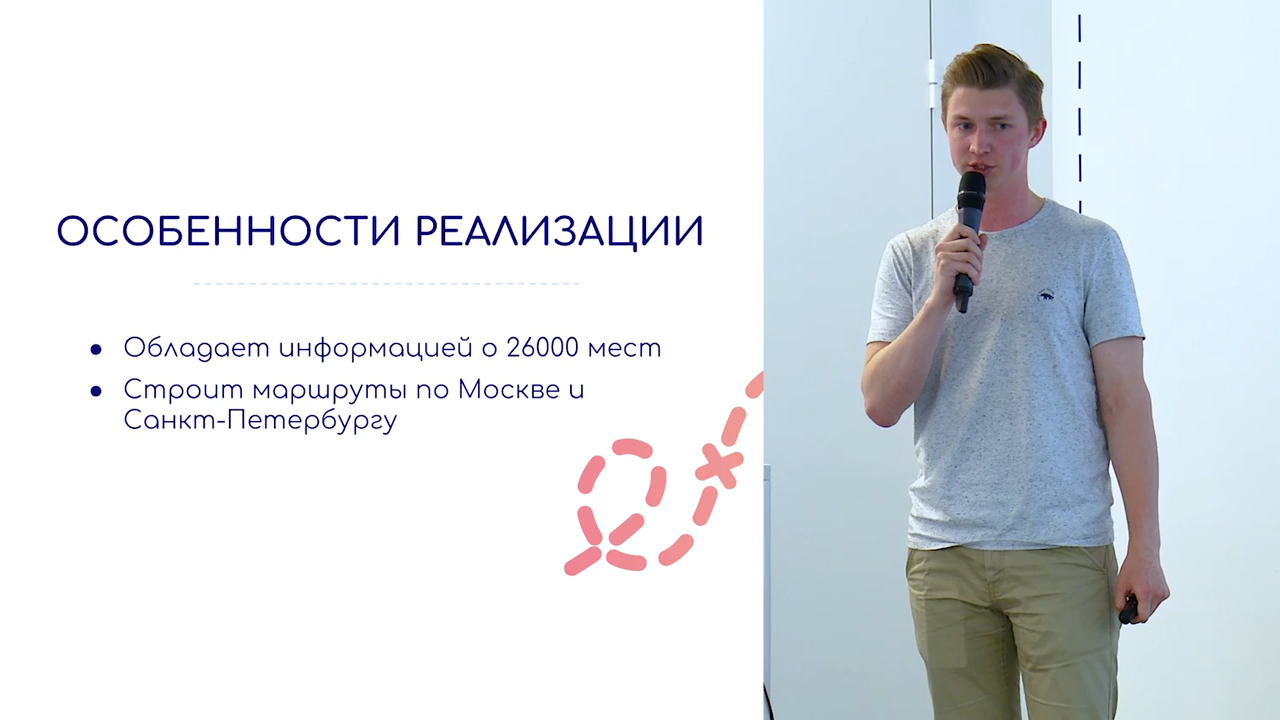 ОСОБЕННОСТИ РЕАЛИЗАЦИИ
● Обладает информацией о 26000 мест
● Строит маршруты по Москве и
Санкт-Петербургу